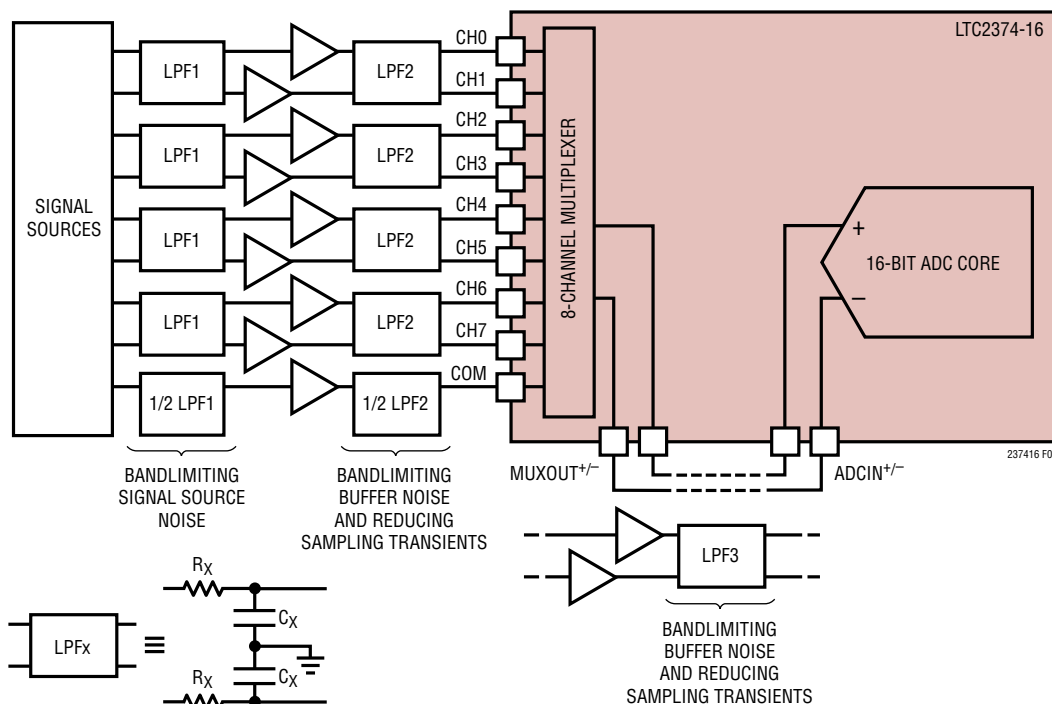 LTC2374-16
SIGNAL
SOURCES
LPF1
LPF2
CH0
CH1
LPF1
LPF2
CH2
CH3
LPF1
LPF2
CH4
CH5
LPF1
LPF2
CH6
CH7
1/2 LPF1
1/2 LPF2
COM
8-CHANNEL MULTIPLEXER
+
16-BIT ADC CORE
–
BANDLIMITING
SIGNAL SOURCE
NOISE
BANDLIMITING
BUFFER NOISE
AND REDUCING
SAMPLING TRANSIENTS
MUXOUT+/–
ADCIN+/–
237416 F0
LPF3
BANDLIMITING
BUFFER NOISE
AND REDUCING
SAMPLING TRANSIENTS
LPFx
≡
RX
CX
CX
RX